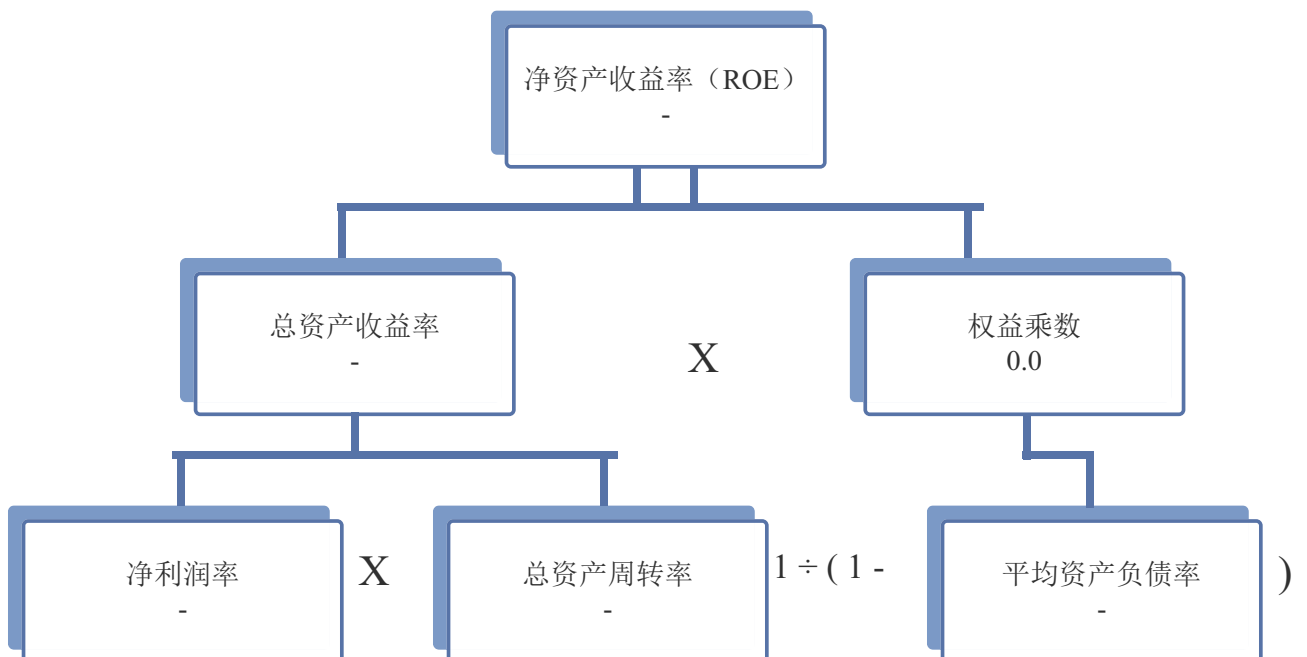 净资产收益率（ROE）
-
总资产收益率
-
X
权益乘数
0.0
净利润率
-
X
总资产周转率
-
1 ÷ ( 1 -
平均资产负债率
-
)